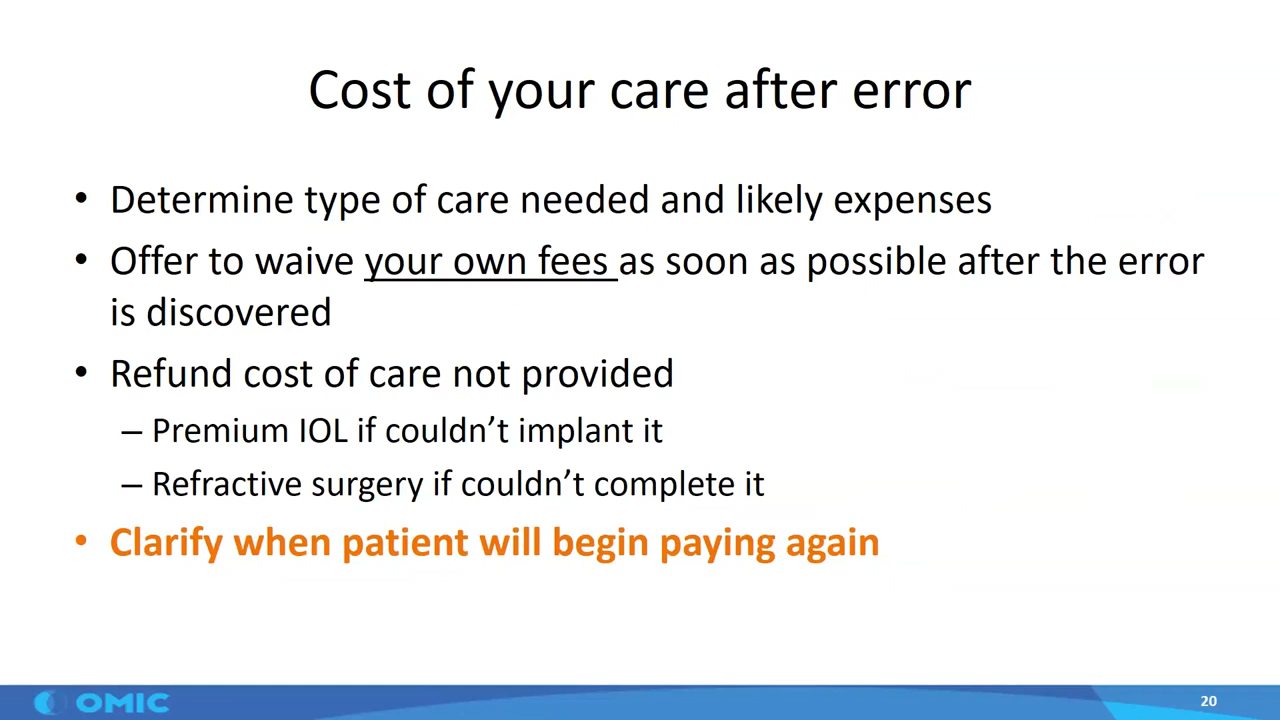 Cost of your care after error
• Determine type of care needed and likely expenses
• Offer to waive your own fees as soon as possible after the error
is discovered
• Refund cost of care not provided
– Premium IOL if couldn’t implant it
– Refractive surgery if couldn’t complete it
• Clarify when patient will begin paying again
OMIC
20